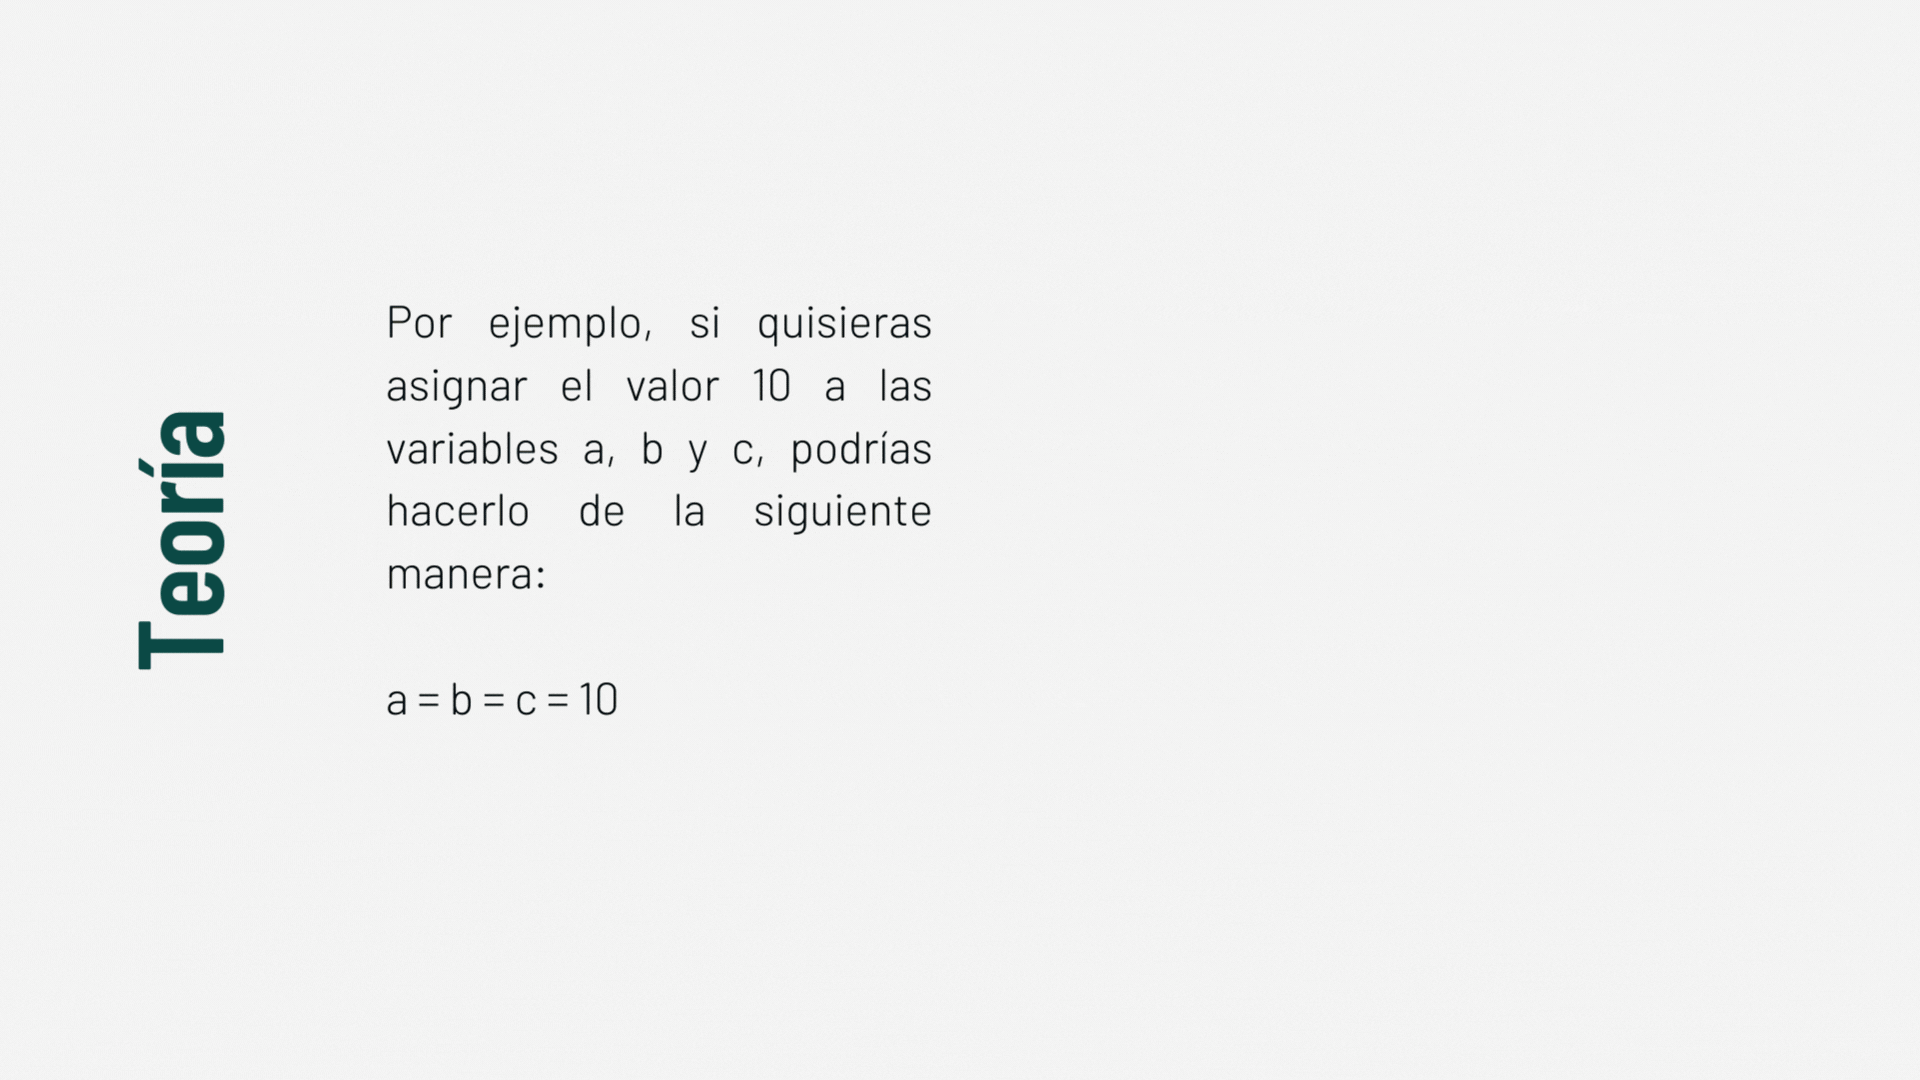 Teoría
Por ejemplo, si quisieras
asignar el valor 10 a las
variables a, b y c, podrías
hacerlo de la siguiente
manera:
a = b = c = 10